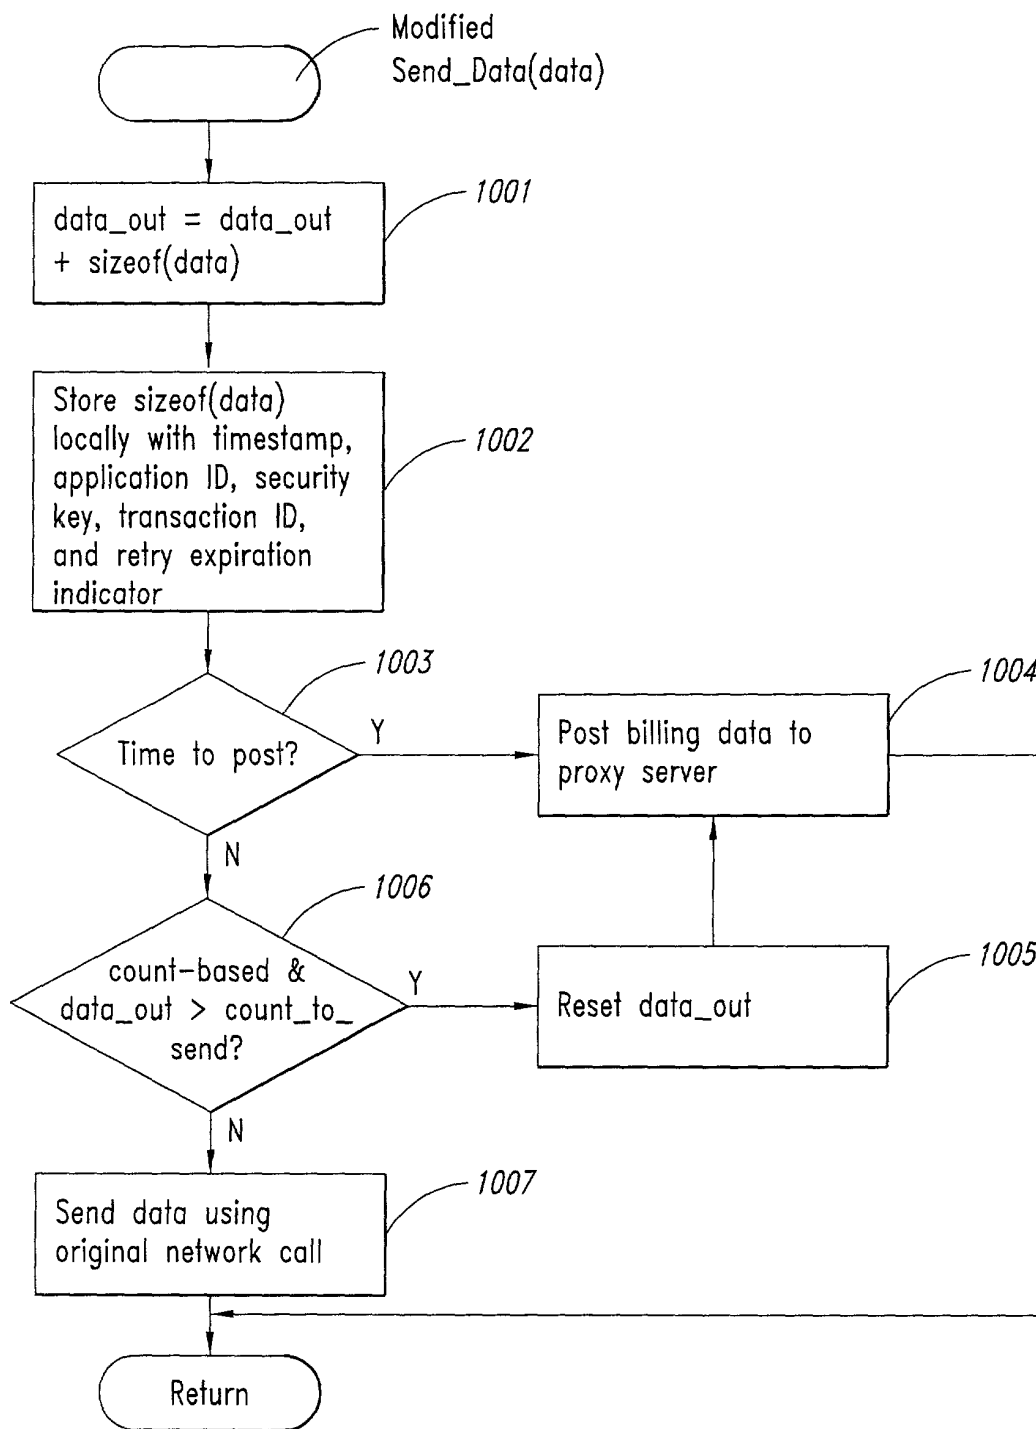 Modified
Send_Data(data)
1001
data_out = data_out
+ sizeof(data)
1002
Store sizeof(data)
locally with timestamp,
application ID, security
key, transaction ID,
and retry expiration
indicator
1003
Time to post?
Y
N
1004
Post billing data to
proxy server
1006
count-based &
data_out > count_to_
send?
Y
N
1005
Reset data_out
1007
Send data using
original network call
Return